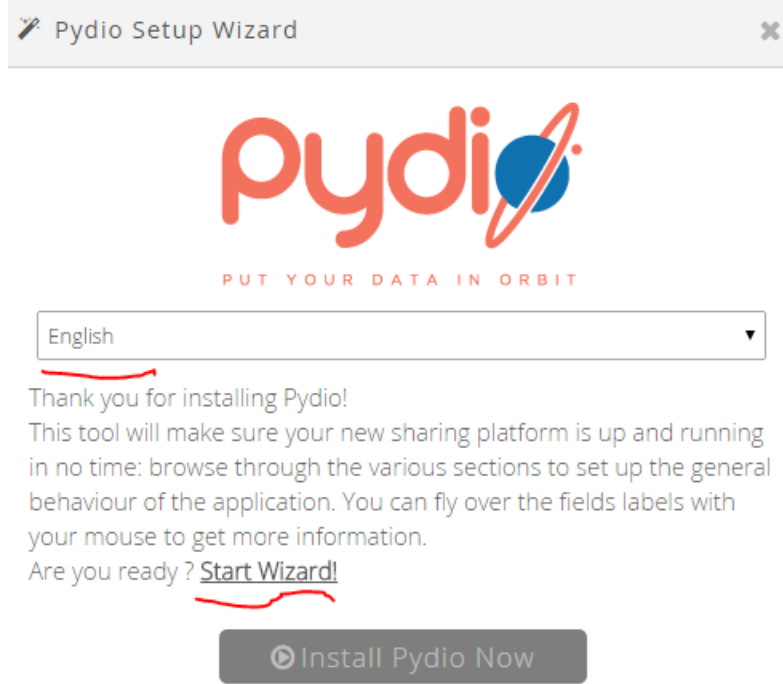 Pydio Setup Wizard
pydio
PUT YOUR DATA IN ORBIT
English
Thank you for installing Pydio!
This tool will make sure your new sharing platform is up and running
in no time: browse through the various sections to set up the general
behaviour of the application. You can fly over the fields labels with
your mouse to get more information.
Are you ready ? Start Wizard!
Install Pydio Now